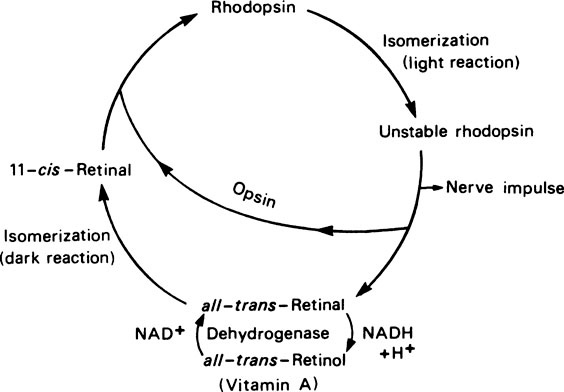 Rhodopsin
Isomerization
(light reaction)
Unstable rhodopsin
Nerve impulse
11-cis-Retinal
Opsin
Isomerization
(dark reaction)
all-trans-Retinal
NAD+ Dehydrogenase NADH
+H+
all-trans-Retinol
(Vitamin A)